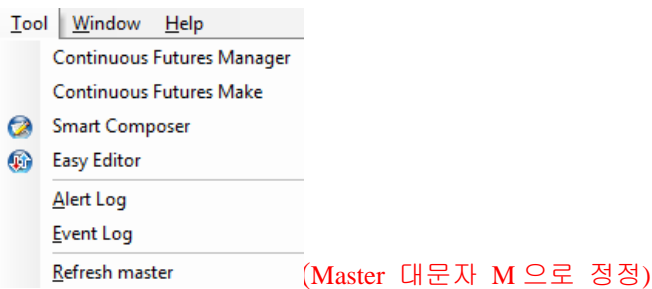 Tool Window Help
Continuous Futures Manager
Continuous Futures Make
Smart Composer
Easy Editor
Alert Log
Event Log
Refresh master (Master 대문자 M 으로 정정)